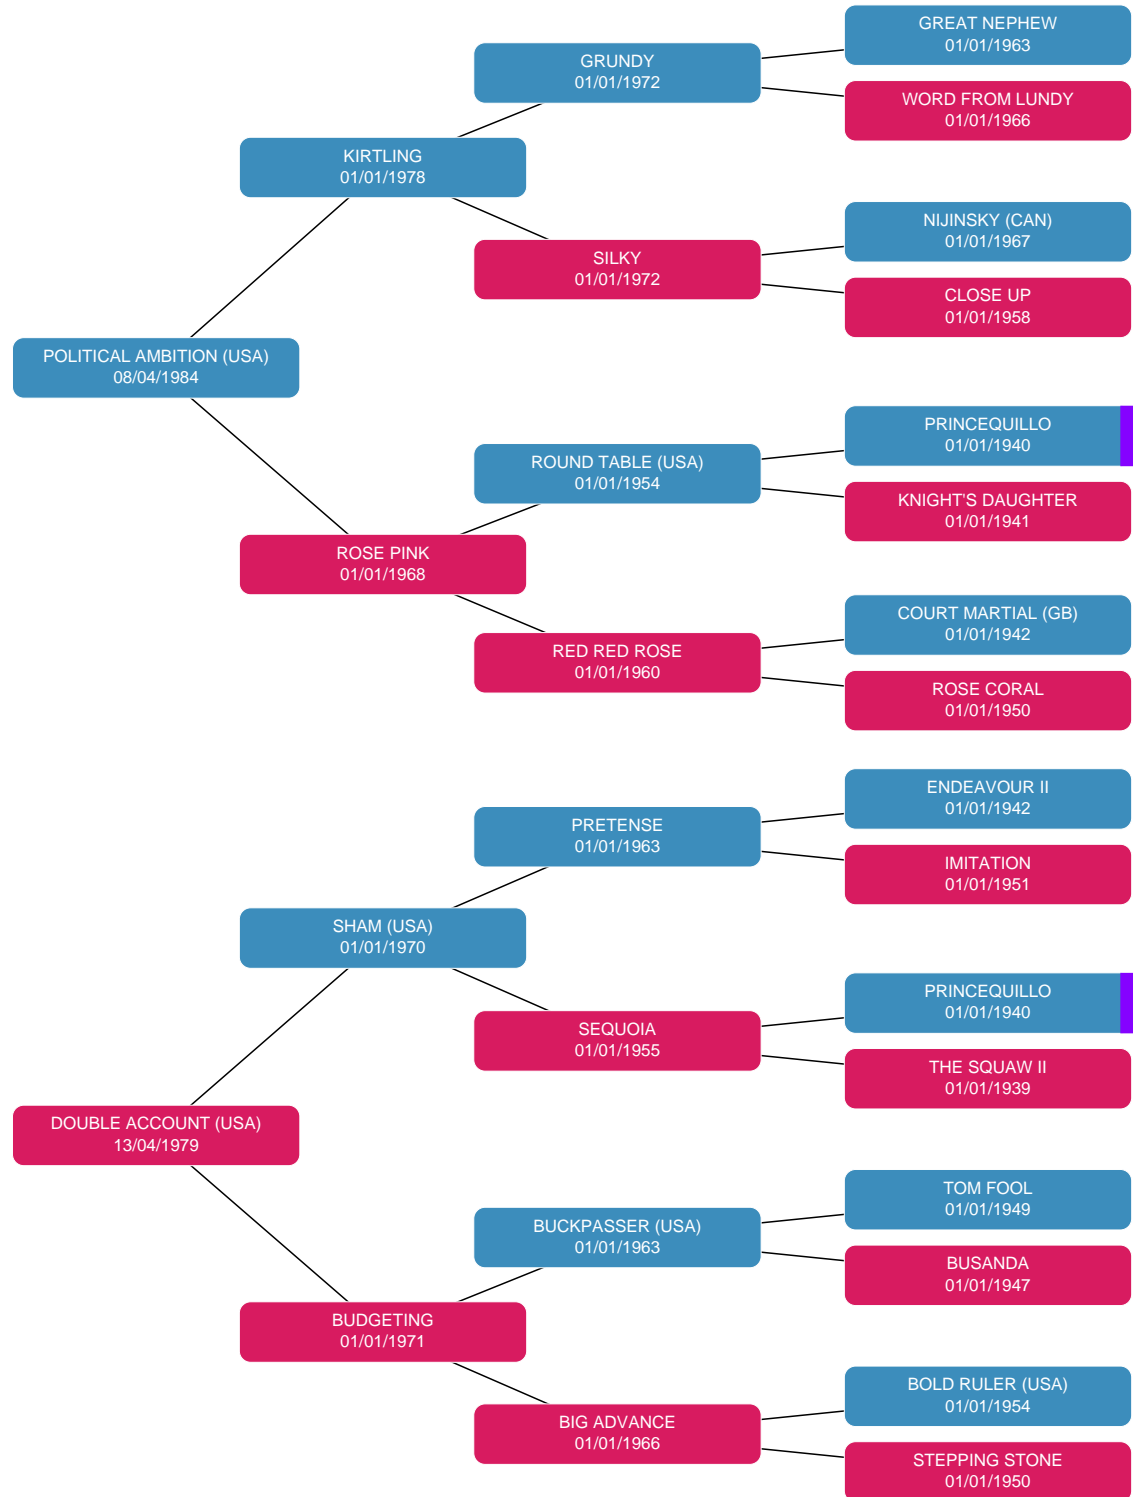 GREAT NEPHEW
01/01/1963
GRUNDY
01/01/1972
WORD FROM LUNDY
01/01/1966
KIRTLING
01/01/1978
NIJINSKY (CAN)
01/01/1967
SILKY
01/01/1972
CLOSE UP
01/01/1958
POLITICAL AMBITION (USA)
08/04/1984
PRINCEQUILLO
01/01/1940
ROUND TABLE (USA)
01/01/1954
KNIGHT'S DAUGHTER
01/01/1941
ROSE PINK
01/01/1968
COURT MARTIAL (GB)
01/01/1942
RED RED ROSE
01/01/1960
ROSE CORAL
01/01/1950
ENDEAVOUR II
01/01/1942
PRETENSE
01/01/1963
IMITATION
01/01/1951
SHAM (USA)
01/01/1970
PRINCEQUILLO
01/01/1940
SEQUOIA
01/01/1955
THE SQUAW II
01/01/1939
DOUBLE ACCOUNT (USA)
13/04/1979
TOM FOOL
01/01/1949
BUCKPASSER (USA)
01/01/1963
BUSANDA
01/01/1947
BUDGETING
01/01/1971
BOLD RULER (USA)
01/01/1954
BIG ADVANCE
01/01/1966
STEPPING STONE
01/01/1950